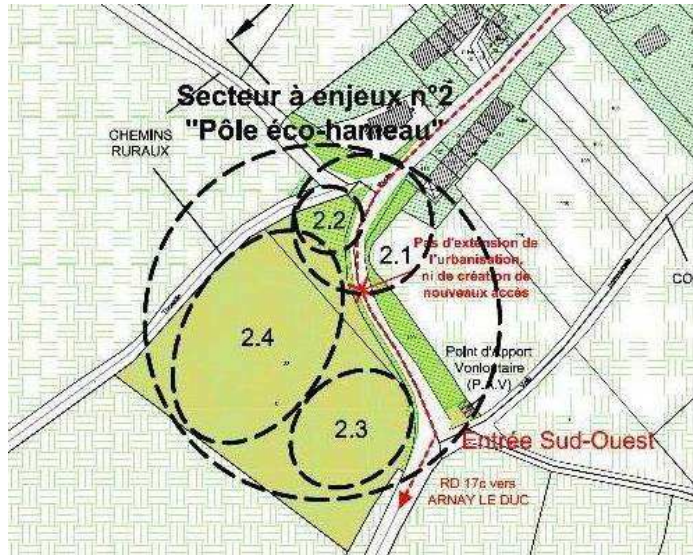 Secteur à enjeux n°2
"Pôle éco-hameau"
CHEMINS
RURAUX
2.2
2.1
Pas d'extension de
l'urbanisation,
ni de création de
nouveaux accès
CO
2.4
Point d'Apport
Vonlontaire
(P.A.V)
2.3
Entrée Sud-Ouest
RD 17c vers
ARNAY LE DUC